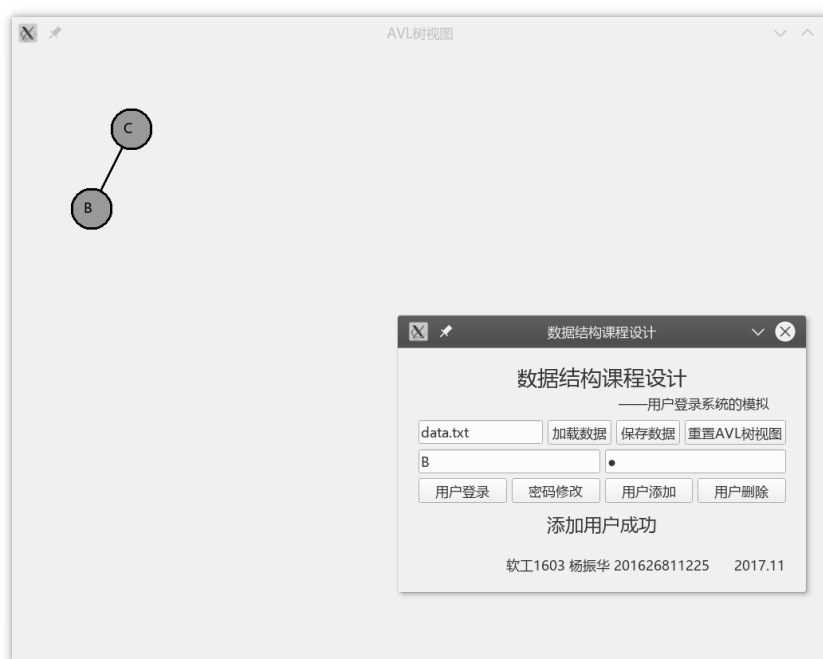 AVL树视图
C
B
数据结构课程设计
数据结构课程设计
——用户登录系统的模拟
data.txt 加载数据 保存数据 重置AVL树视图
B ●
用户登录 密码修改 用户添加 用户删除
添加用户成功
软工1603 杨振华 201626811225 2017.11